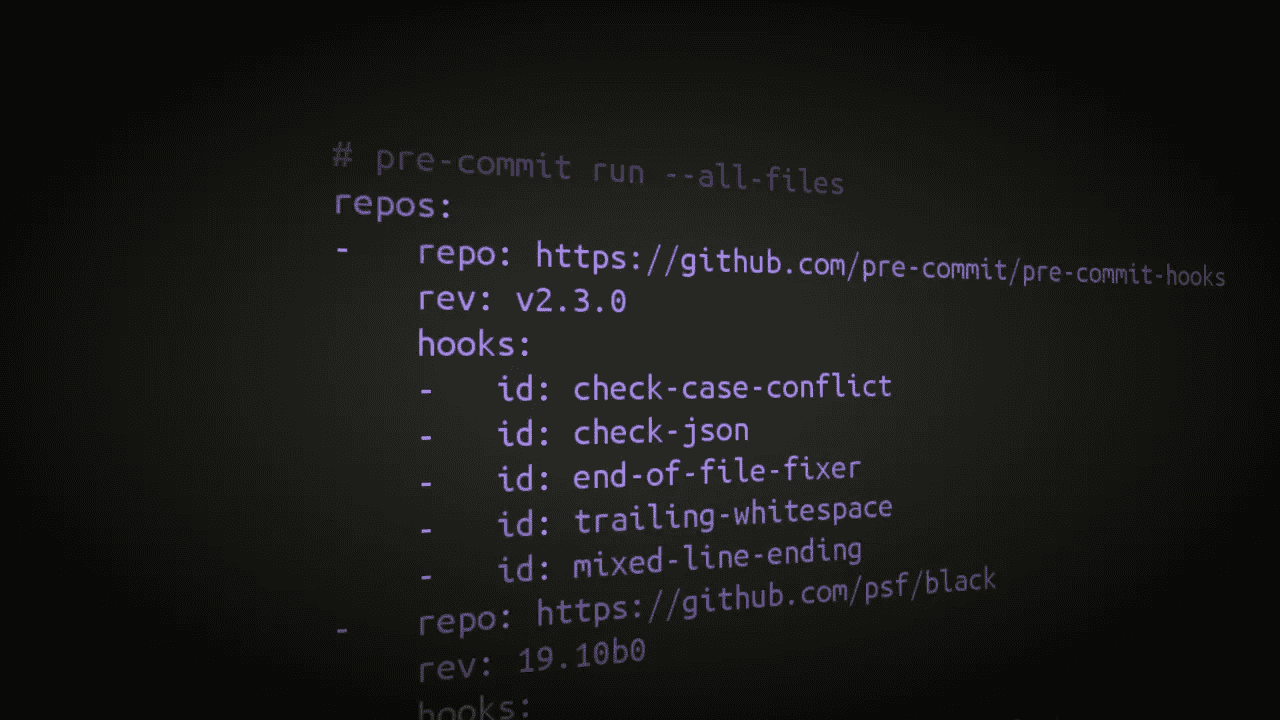 # pre-commit run --all-files
repos:
-   repo: https://github.com/pre-commit/pre-commit-hooks
    rev: v2.3.0
    hooks:
    -   id: check-case-conflict
    -   id: check-json
    -   id: end-of-file-fixer
    -   id: trailing-whitespace
    -   id: mixed-line-ending
-   repo: https://github.com/psf/black
    rev: 19.10b0
    hooks: